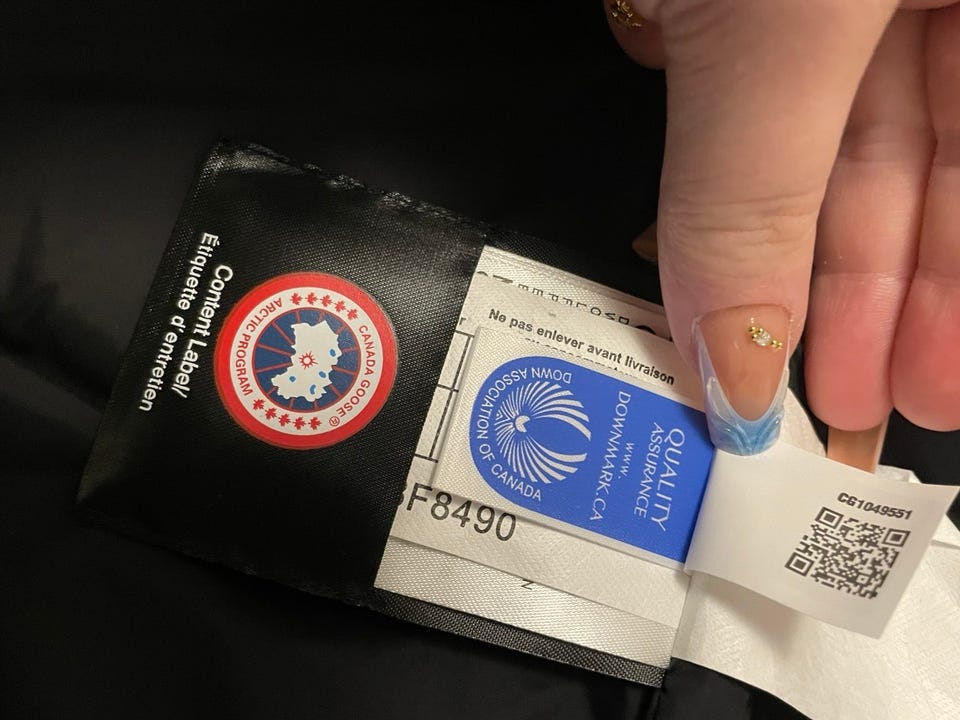 Content Label/
Étiquette d'entretien
CANADA GOOSE®
ARCTIC PROGRAM
Ne pas enlever avant livraison
DOWN ASSOCIATION OF CANADA
QUALITY
ASSURANCE
www.
DOWNMARK.CA
F8490
CG1049551